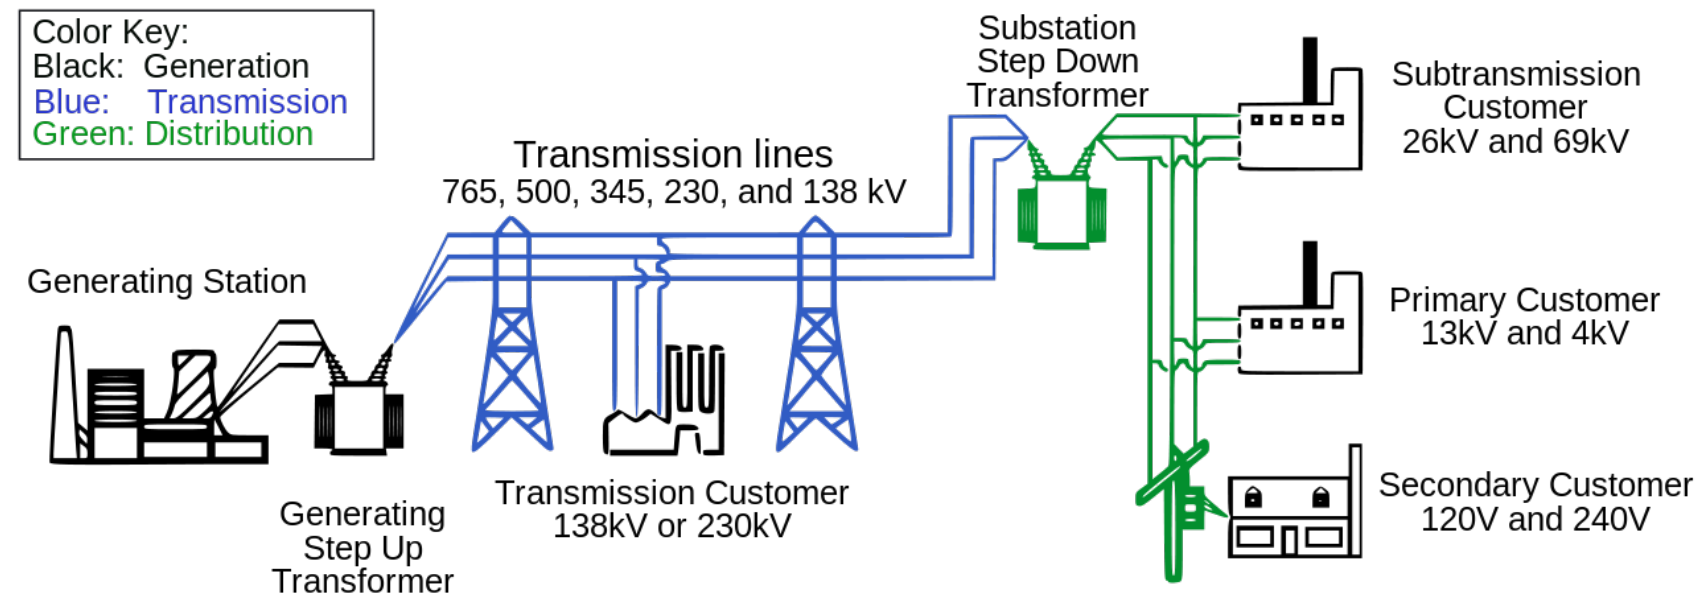 Color Key:
Black: Generation
Blue: Transmission
Green: Distribution
Substation
Step Down
Transformer
Subtransmission
Customer
26kV and 69kV
Transmission lines
765, 500, 345, 230, and 138 kV
Generating Station
Primary Customer
13kV and 4kV
Transmission Customer
138kV or 230kV
Secondary Customer
120V and 240V
Generating
Step Up
Transformer